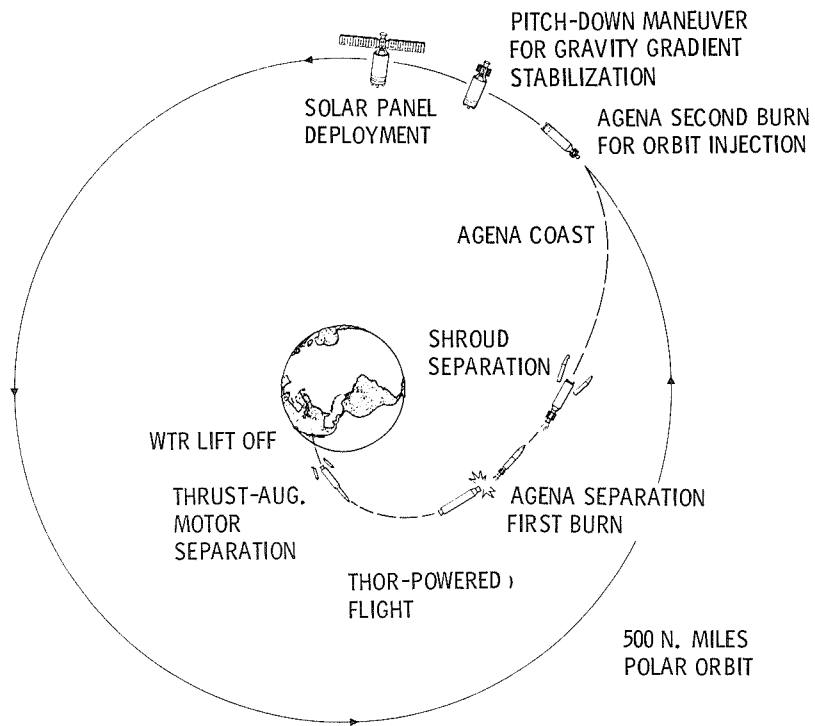 PITCH-DOWN MANEUVER
FOR GRAVITY GRADIENT
STABILIZATION
SOLAR PANEL
DEPLOYMENT
AGENA SECOND BURN
FOR ORBIT INJECTION
AGENA COAST
SHROUD
SEPARATION
WTR LIFT OFF
THRUST-AUG.
MOTOR
SEPARATION
AGENA SEPARATION
FIRST BURN
THOR-POWERED
FLIGHT
500 N. MILES
POLAR ORBIT